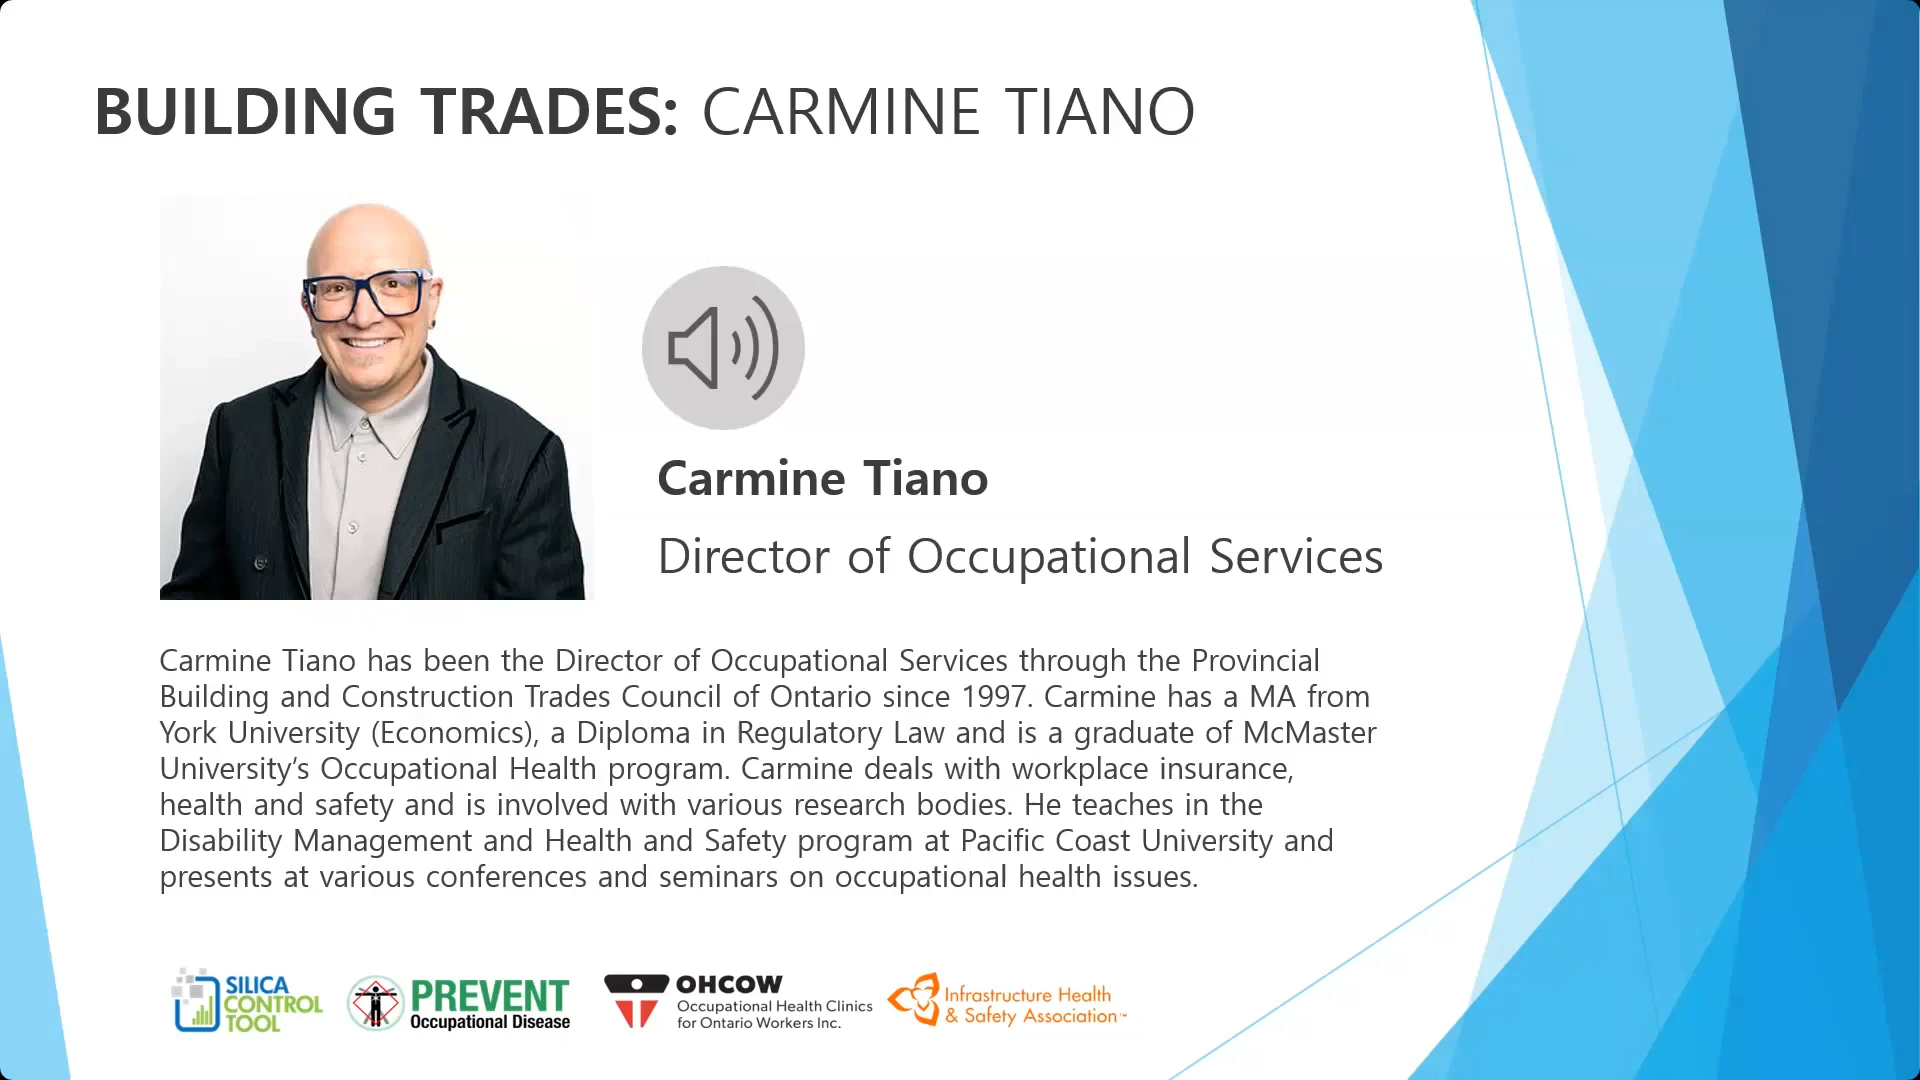 BUILDING TRADES: CARMINE TIANO
Carmine Tiano
Director of Occupational Services
Carmine Tiano has been the Director of Occupational Services through the Provincial
Building and Construction Trades Council of Ontario since 1997. Carmine has a MA from
York University (Economics), a Diploma in Regulatory Law and is a graduate of McMaster
University’s Occupational Health program. Carmine deals with workplace insurance,
health and safety and is involved with various research bodies. He teaches in the
Disability Management and Health and Safety program at Pacific Coast University and
presents at various conferences and seminars on occupational health issues.
SILICA
CONTROL
TOOL
PREVENT
Occupational Disease
OHCOW
Occupational Health Clinics
for Ontario Workers Inc.
Infrastructure Health
& Safety Association™